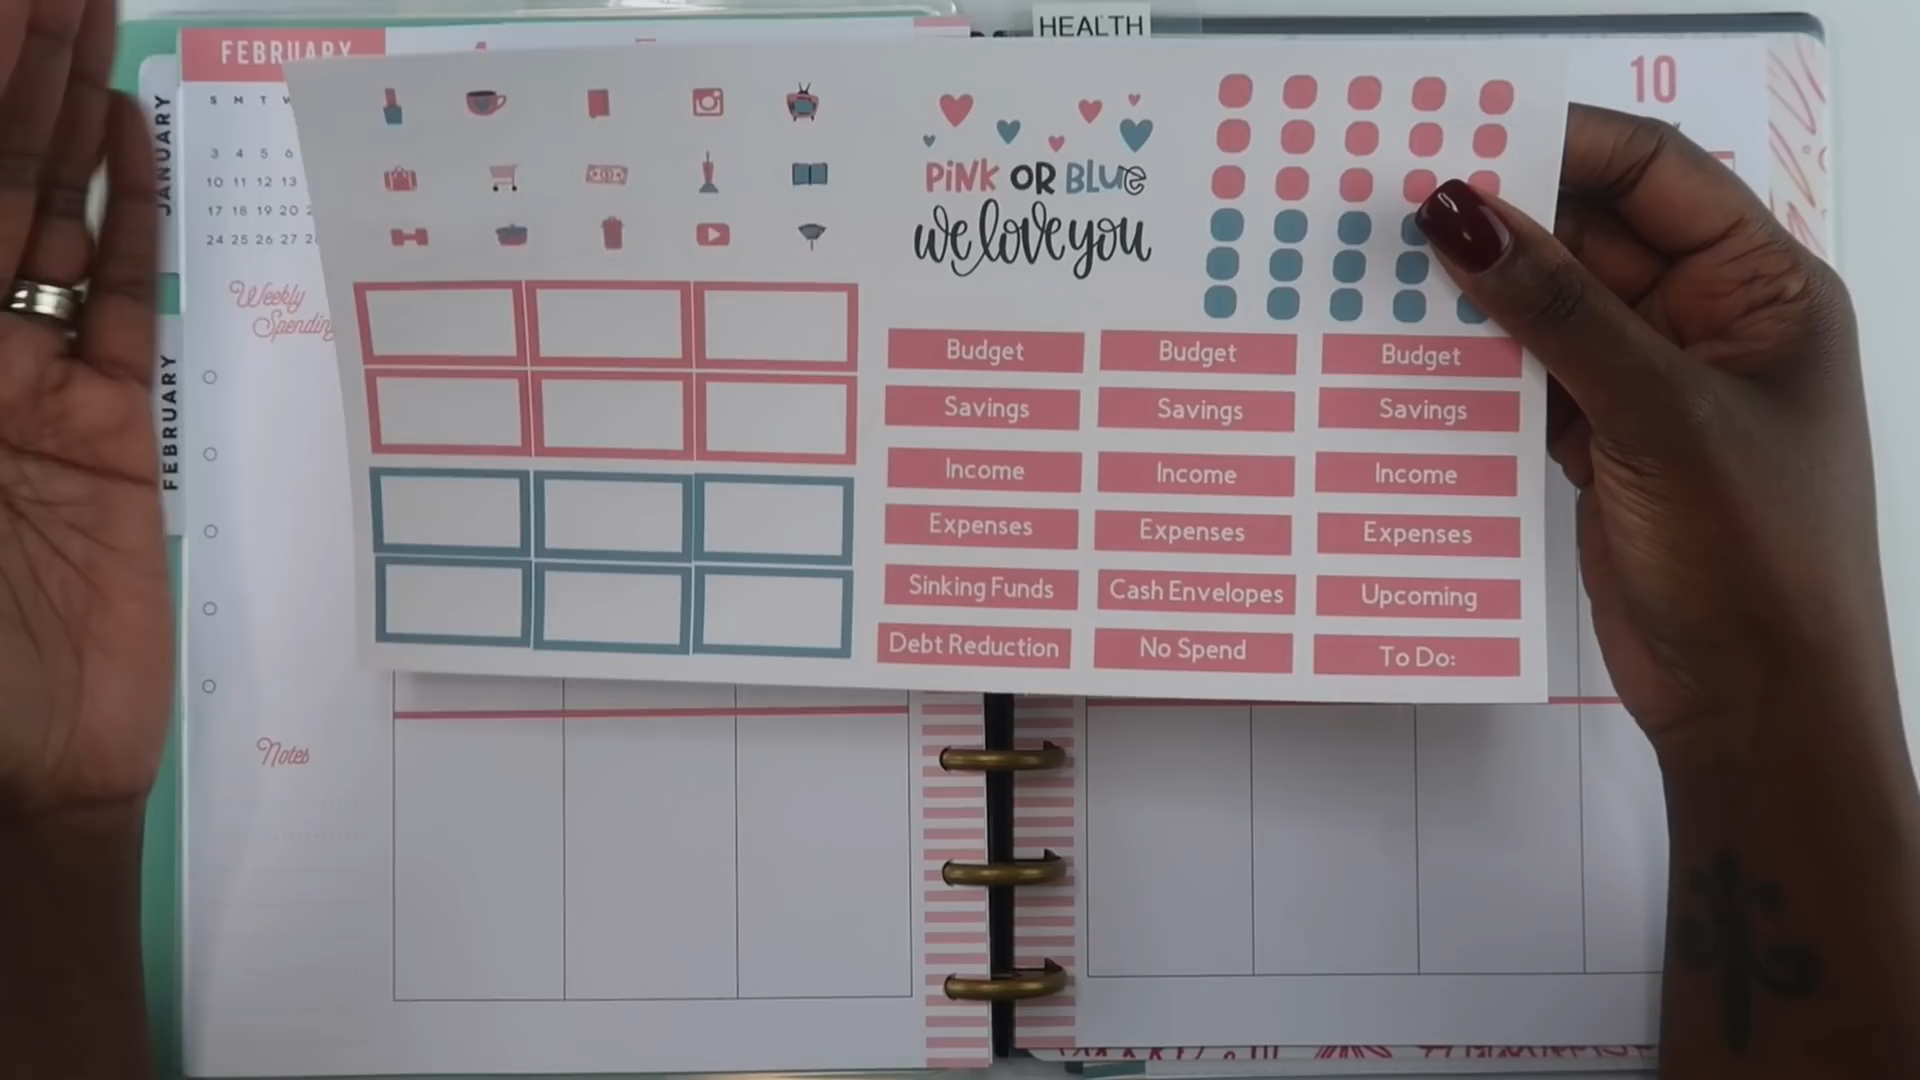 HEALTH
FEBRUARY
10
S M T W
3 4 5 6
10 11 12 13
17 18 19 20
24 25 26 27
JANUARY
FEBRUARY
Weekly
Spending
Notes
PINK OR BLUE
we love you
Budget Budget Budget
Savings Savings Savings
Income Income Income
Expenses Expenses Expenses
Sinking Funds Cash Envelopes Upcoming
Debt Reduction No Spend To Do: